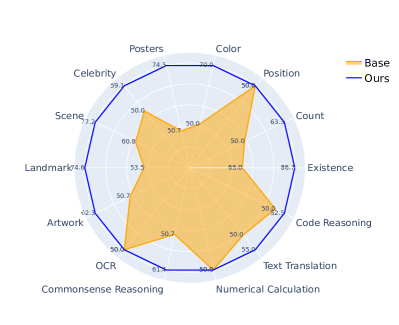 Posters
Color
Base
Ours
74.5
70.9
Celebrity
Position
59.1
50.0
Scene
Count
77.2
50.0
63.3
50.7
50.0
60.8
50.0
Landmark
74.6
53.5
65.0
86.7
Existence
50.7
Artwork
62.3
50.0
52.5
Code Reasoning
50.7
50.0
50.0
55.0
OCR
Text Translation
61.4
50.0
Commonsense Reasoning
Numerical Calculation